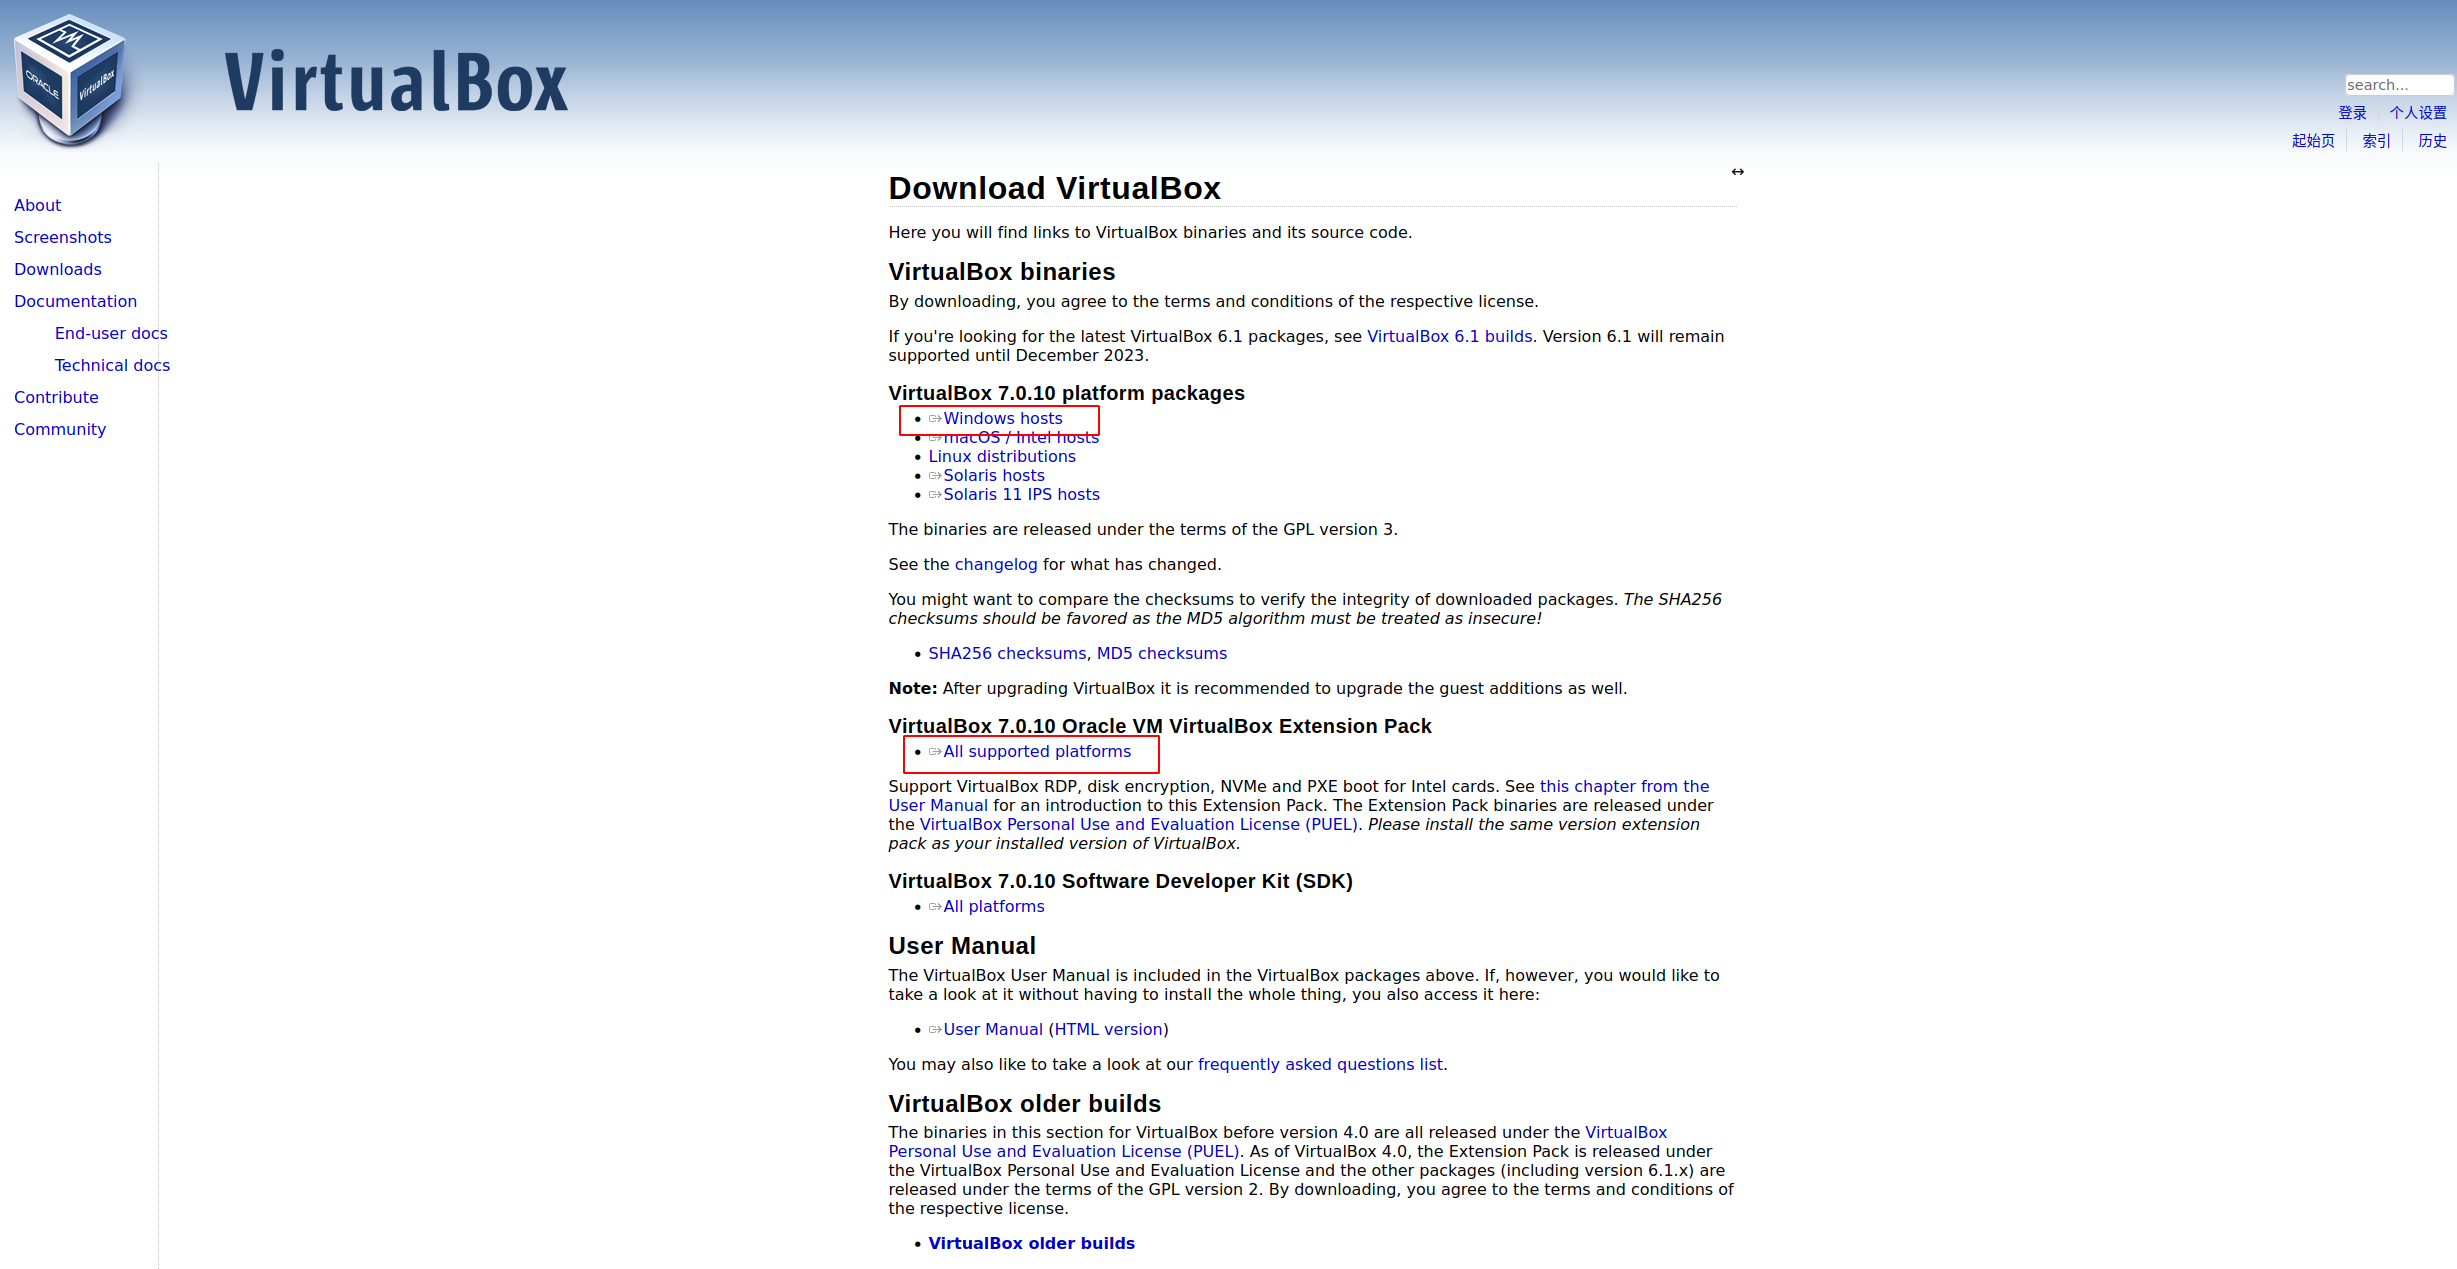 ORACLE
VirtualBox
VirtualBox
search...
登录 个人设置
起始页 索引 历史
About
Screenshots
Downloads
Documentation
End-user docs
Technical docs
Contribute
Community
Download VirtualBox
Here you will find links to VirtualBox binaries and its source code.
VirtualBox binaries
By downloading, you agree to the terms and conditions of the respective license.
If you're looking for the latest VirtualBox 6.1 packages, see VirtualBox 6.1 builds. Version 6.1 will remain
supported until December 2023.
VirtualBox 7.0.10 platform packages
Windows hosts
macOS / Intel hosts
Linux distributions
Solaris hosts
Solaris 11 IPS hosts
The binaries are released under the terms of the GPL version 3.
See the changelog for what has changed.
You might want to compare the checksums to verify the integrity of downloaded packages. The SHA256
checksums should be favored as the MD5 algorithm must be treated as insecure!
SHA256 checksums, MD5 checksums
Note: After upgrading VirtualBox it is recommended to upgrade the guest additions as well.
VirtualBox 7.0.10 Oracle VM VirtualBox Extension Pack
All supported platforms
Support VirtualBox RDP, disk encryption, NVMe and PXE boot for Intel cards. See this chapter from the
User Manual for an introduction to this Extension Pack. The Extension Pack binaries are released under
the VirtualBox Personal Use and Evaluation License (PUEL). Please install the same version extension
pack as your installed version of VirtualBox.
VirtualBox 7.0.10 Software Developer Kit (SDK)
All platforms
User Manual
The VirtualBox User Manual is included in the VirtualBox packages above. If, however, you would like to
take a look at it without having to install the whole thing, you also access it here:
User Manual (HTML version)
You may also like to take a look at our frequently asked questions list.
VirtualBox older builds
The binaries in this section for VirtualBox before version 4.0 are all released under the VirtualBox
Personal Use and Evaluation License (PUEL). As of VirtualBox 4.0, the Extension Pack is released under
the VirtualBox Personal Use and Evaluation License and the other packages (including version 6.1.x) are
released under the terms of the GPL version 2. By downloading, you agree to the terms and conditions of
the respective license.
VirtualBox older builds